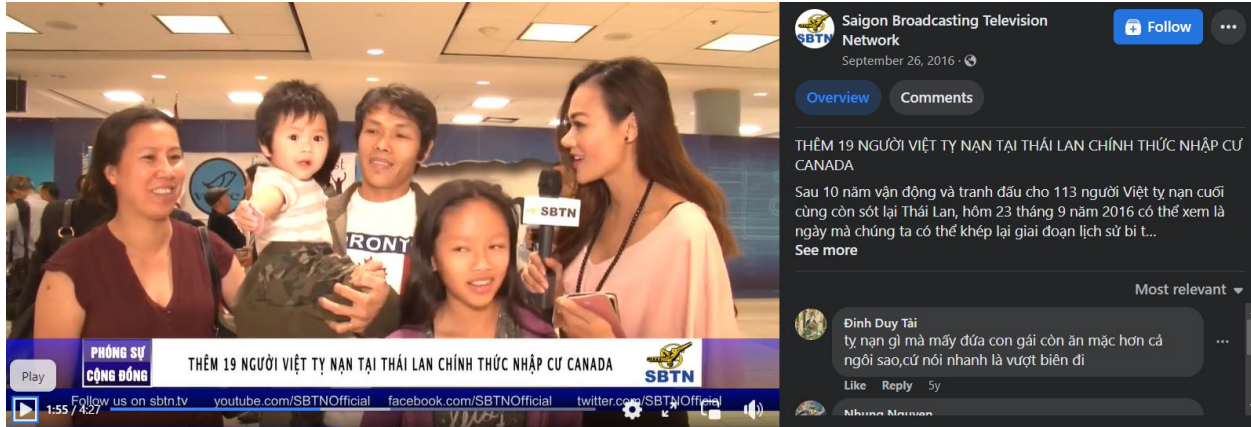 RONT
SBTN
PHÓNG SỰ
CỘNG ĐỒNG
THÊM 19 NGƯỜI VIỆT TỴ NẠN TẠI THÁI LAN CHÍNH THỨC NHẬP CƯ CANADA
SBTN
Play
Follow us on sbtn.tv youtube.com/SBTNOfficial facebook.com/SBTNOfficial twitter.com/SBTNOfficial
1:55 / 4:27
SBTN
Saigon Broadcasting Television
Network
Follow
September 26, 2016
Overview
Comments
THÊM 19 NGƯỜI VIỆT TỴ NẠN TẠI THÁI LAN CHÍNH THỨC NHẬP CƯ
CANADA
Sau 10 năm vận động và tranh đấu cho 113 người Việt tỵ nạn cuối
cùng còn sót lại Thái Lan, hôm 23 tháng 9 năm 2016 có thể xem là
ngày mà chúng ta có thể khép lại giai đoạn lịch sử bi t...
See more
Most relevant
Đinh Duy Tài
tỵ nạn gì mà mấy đứa con gái còn ăn mặc hơn cả
ngôi sao,cứ nói nhanh là vượt biên đi
Like Reply 5y
Nhung Nguyen